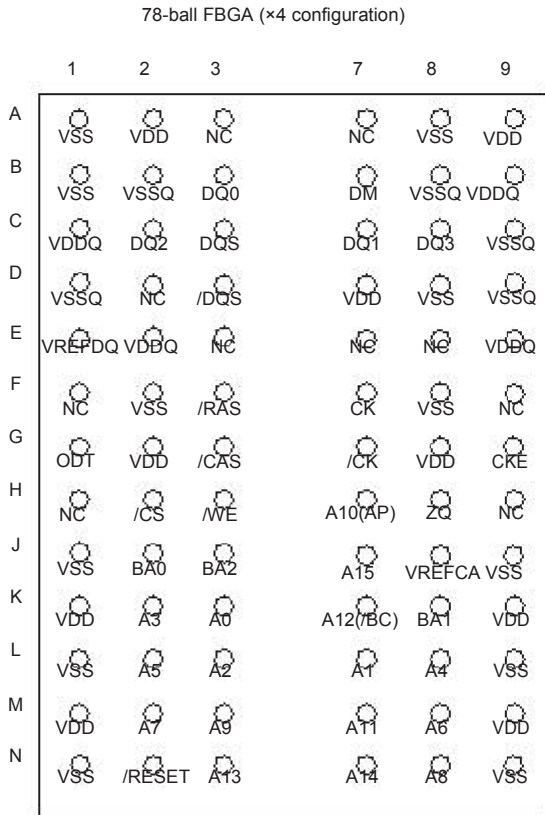 78-ball FBGA (×4 configuration)
1 2 3 7 8 9
A
VSS VDD NC NC VSS VDD
B
VSS VSSQ DQ0 DM VSSQ VDDQ
C
VDDQ DQ2 DQS DQ1 DQ3 VSSQ
D
VSSQ NC /DQS VDD VSS VSSQ
E
VREFDQ VDDQ NC NC NC VDDQ
F
NC VSS /RAS CK VSS NC
G
ODT VDD /CAS /CK VDD CKE
H
NC /CS /WE A10(AP) ZQ NC
J
VSS BA0 BA2 A15 VREFCA VSS
K
VDD A3 A0 A12(/BC) BA1 VDD
L
VSS A5 A2 A1 A4 VSS
M
VDD A7 A9 A11 A6 VDD
N
VSS /RESET A13 A14 A8 VSS